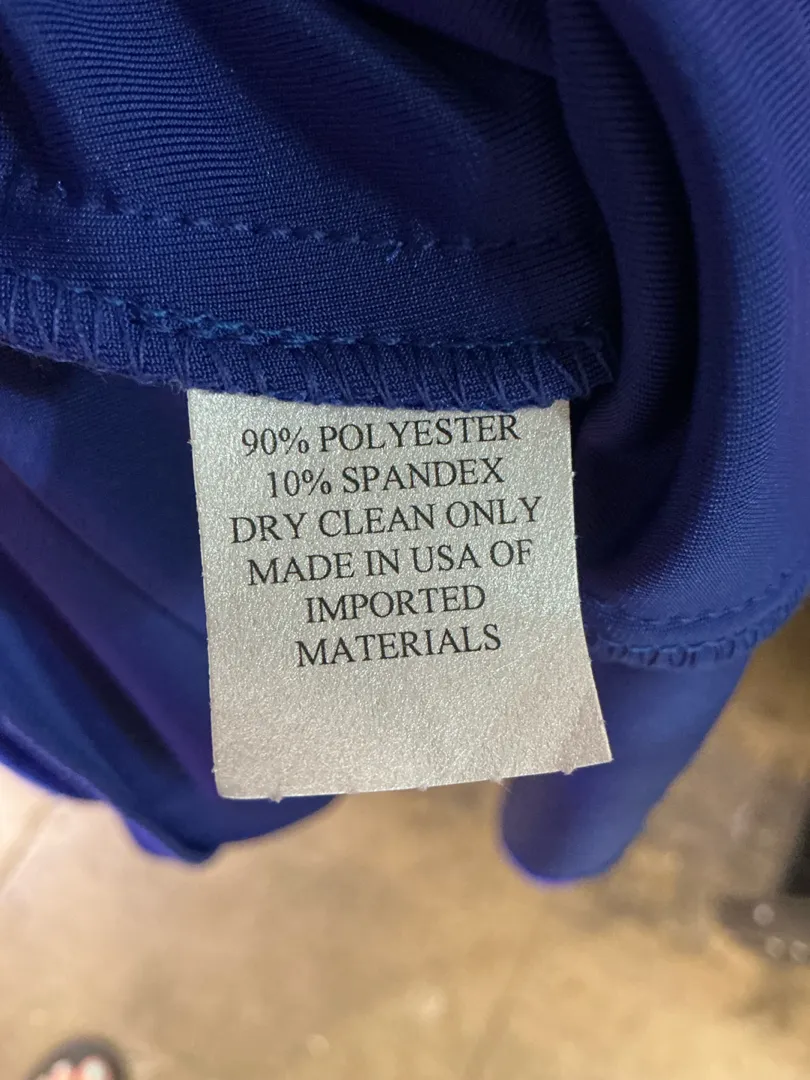 90% POLYESTER
10% SPANDEX
DRY CLEAN ONLY
MADE IN USA OF
IMPORTED
MATERIALS